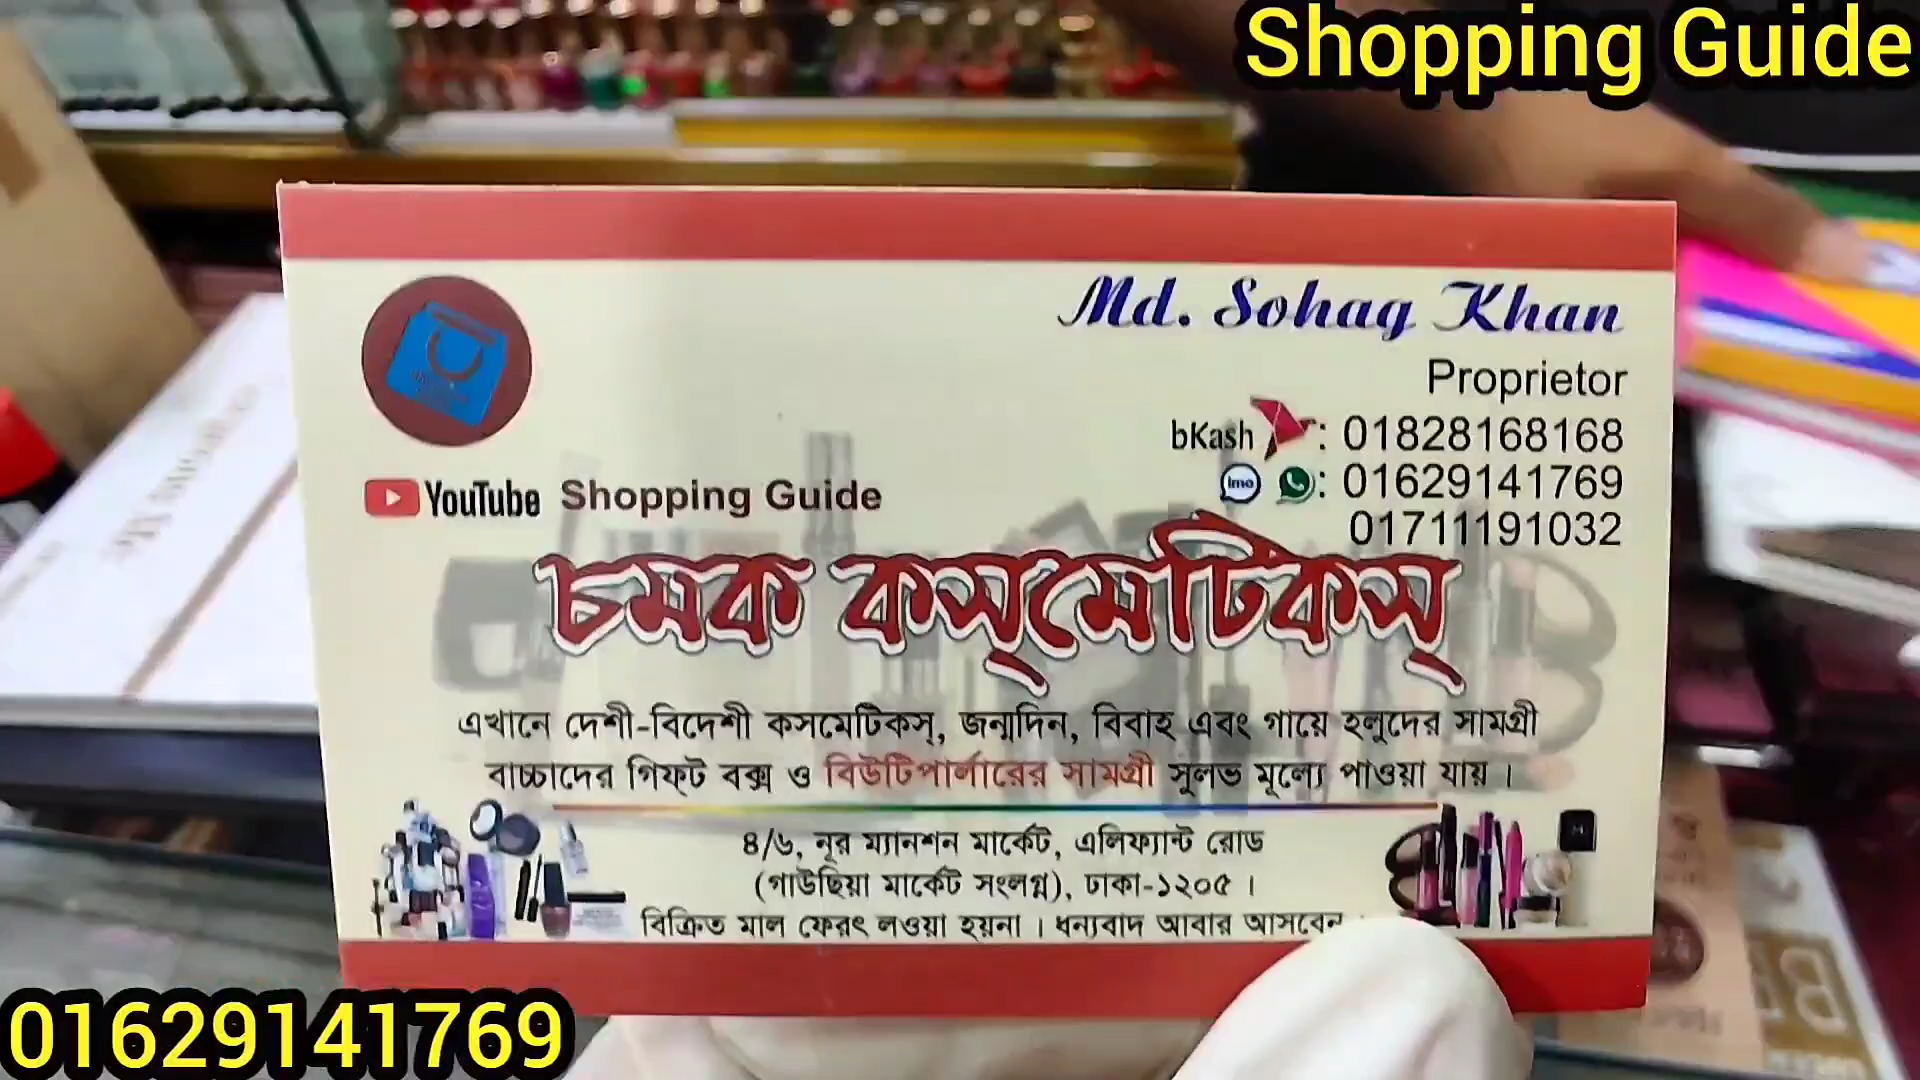 Shopping Guide
Md. Sohag Khan
Proprietor
bKash : 01828168168
imo : 01629141769
01711191032
YouTube Shopping Guide
চমক কস্‌মেটিকস্
এখানে দেশী-বিদেশী কসমেটিকস্, জন্মদিন, বিবাহ এবং গায়ে হলুদের সামগ্রী
বাচ্চাদের গিফ্‌ট বক্স ও বিউটিপার্লারের সামগ্রী সুলভ মূল্যে পাওয়া যায় ।
৪/৬, নূর ম্যানশন মার্কেট, এলিফ্যান্ট রোড
(গাউছিয়া মার্কেট সংলগ্ন), ঢাকা-১২০৫ ।
বিক্রিত মাল ফেরৎ লওয়া হয়না । ধন্যবাদ আবার আসবেন
01629141769